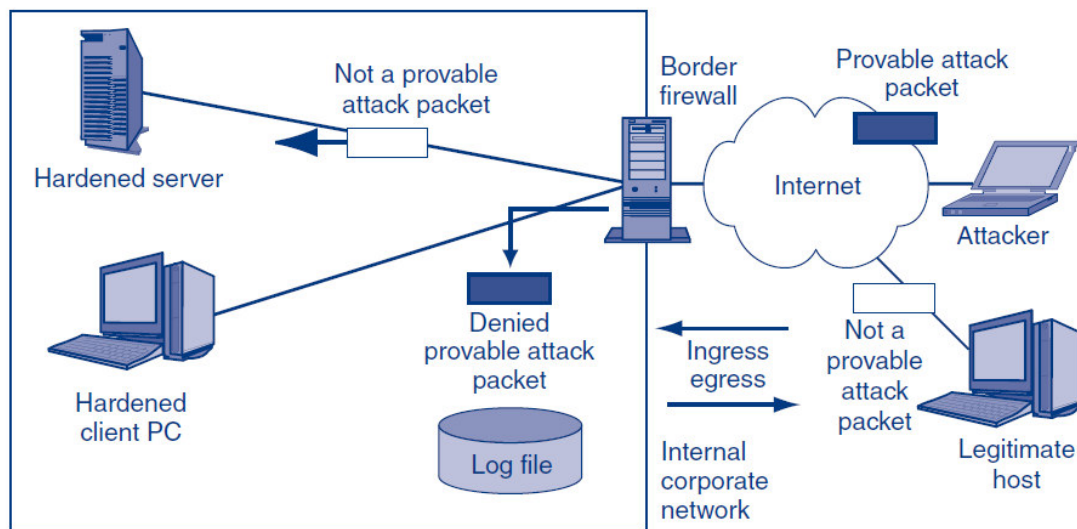 Not a provable
attack packet
Hardened server
Border
firewall
Provable attack
packet
Internet
Attacker
Hardened
client PC
Denied
provable attack
packet
Log file
Ingress
egress
Not a
provable
attack
packet
Internal
corporate
network
Legitimate
host